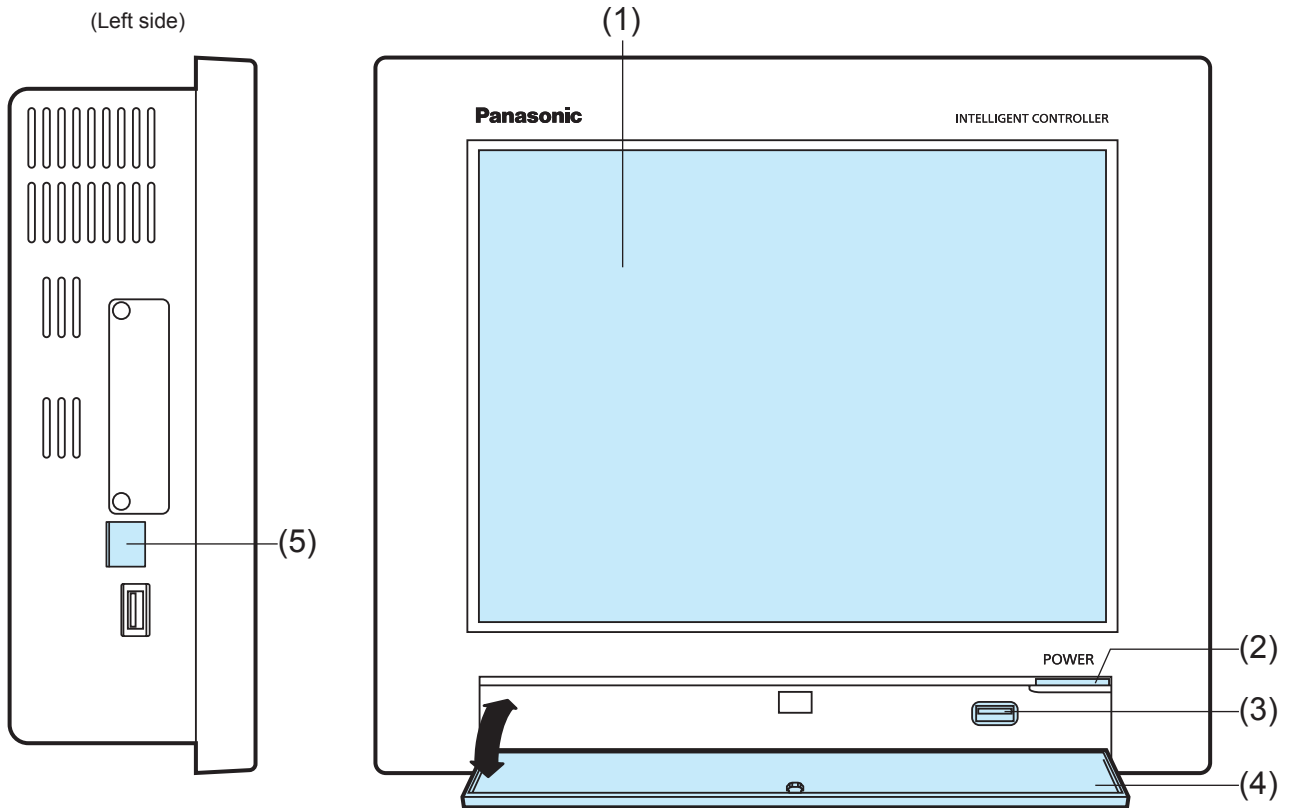 (Left side)
(1)
Panasonic
INTELLIGENT CONTROLLER
(5)
POWER
(2)
(3)
(4)